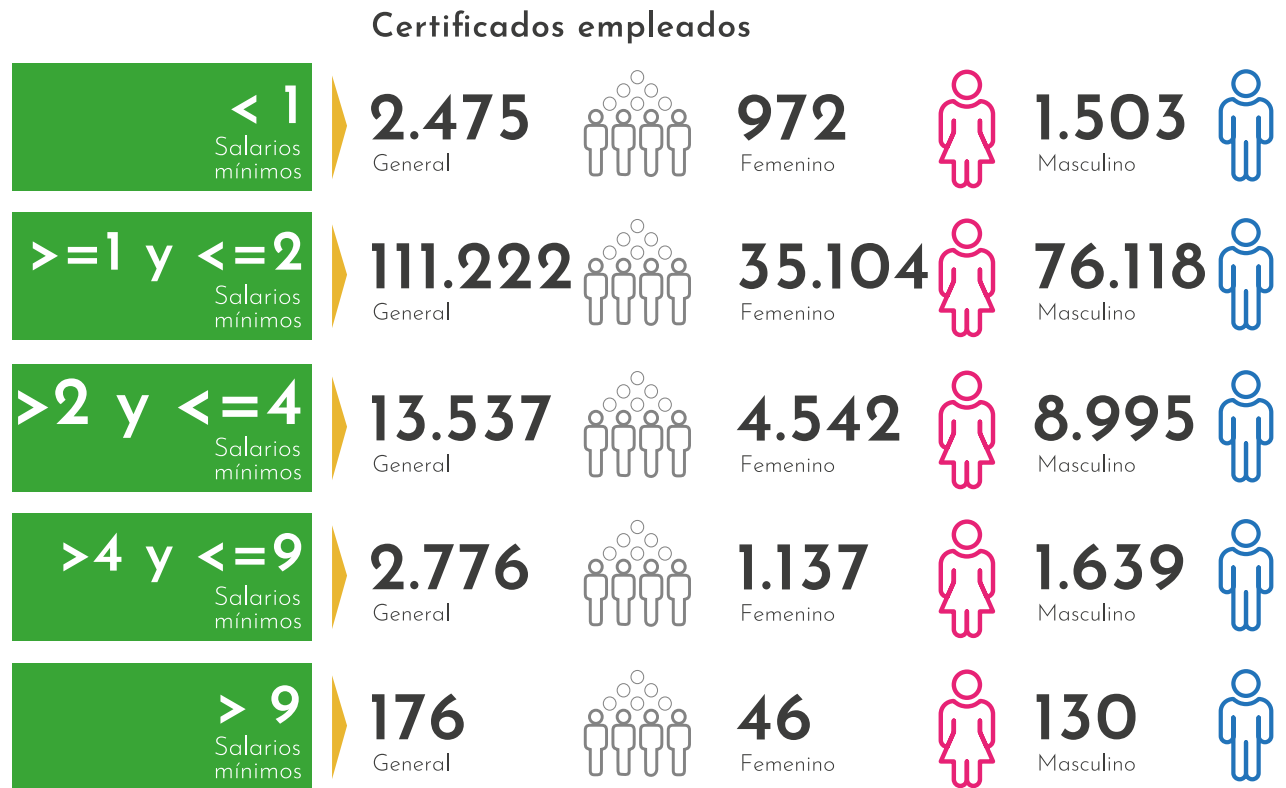 Certificados empleados
< 1
Salarios
mínimos
2.475
General
972
Femenino
1.503
Masculino
>=1 y <=2
Salarios
mínimos
111.222
General
35.104
Femenino
76.118
Masculino
>2 y <=4
Salarios
mínimos
13.537
General
4.542
Femenino
8.995
Masculino
>4 y <=9
Salarios
mínimos
2.776
General
1.137
Femenino
1.639
Masculino
> 9
Salarios
mínimos
176
General
46
Femenino
130
Masculino